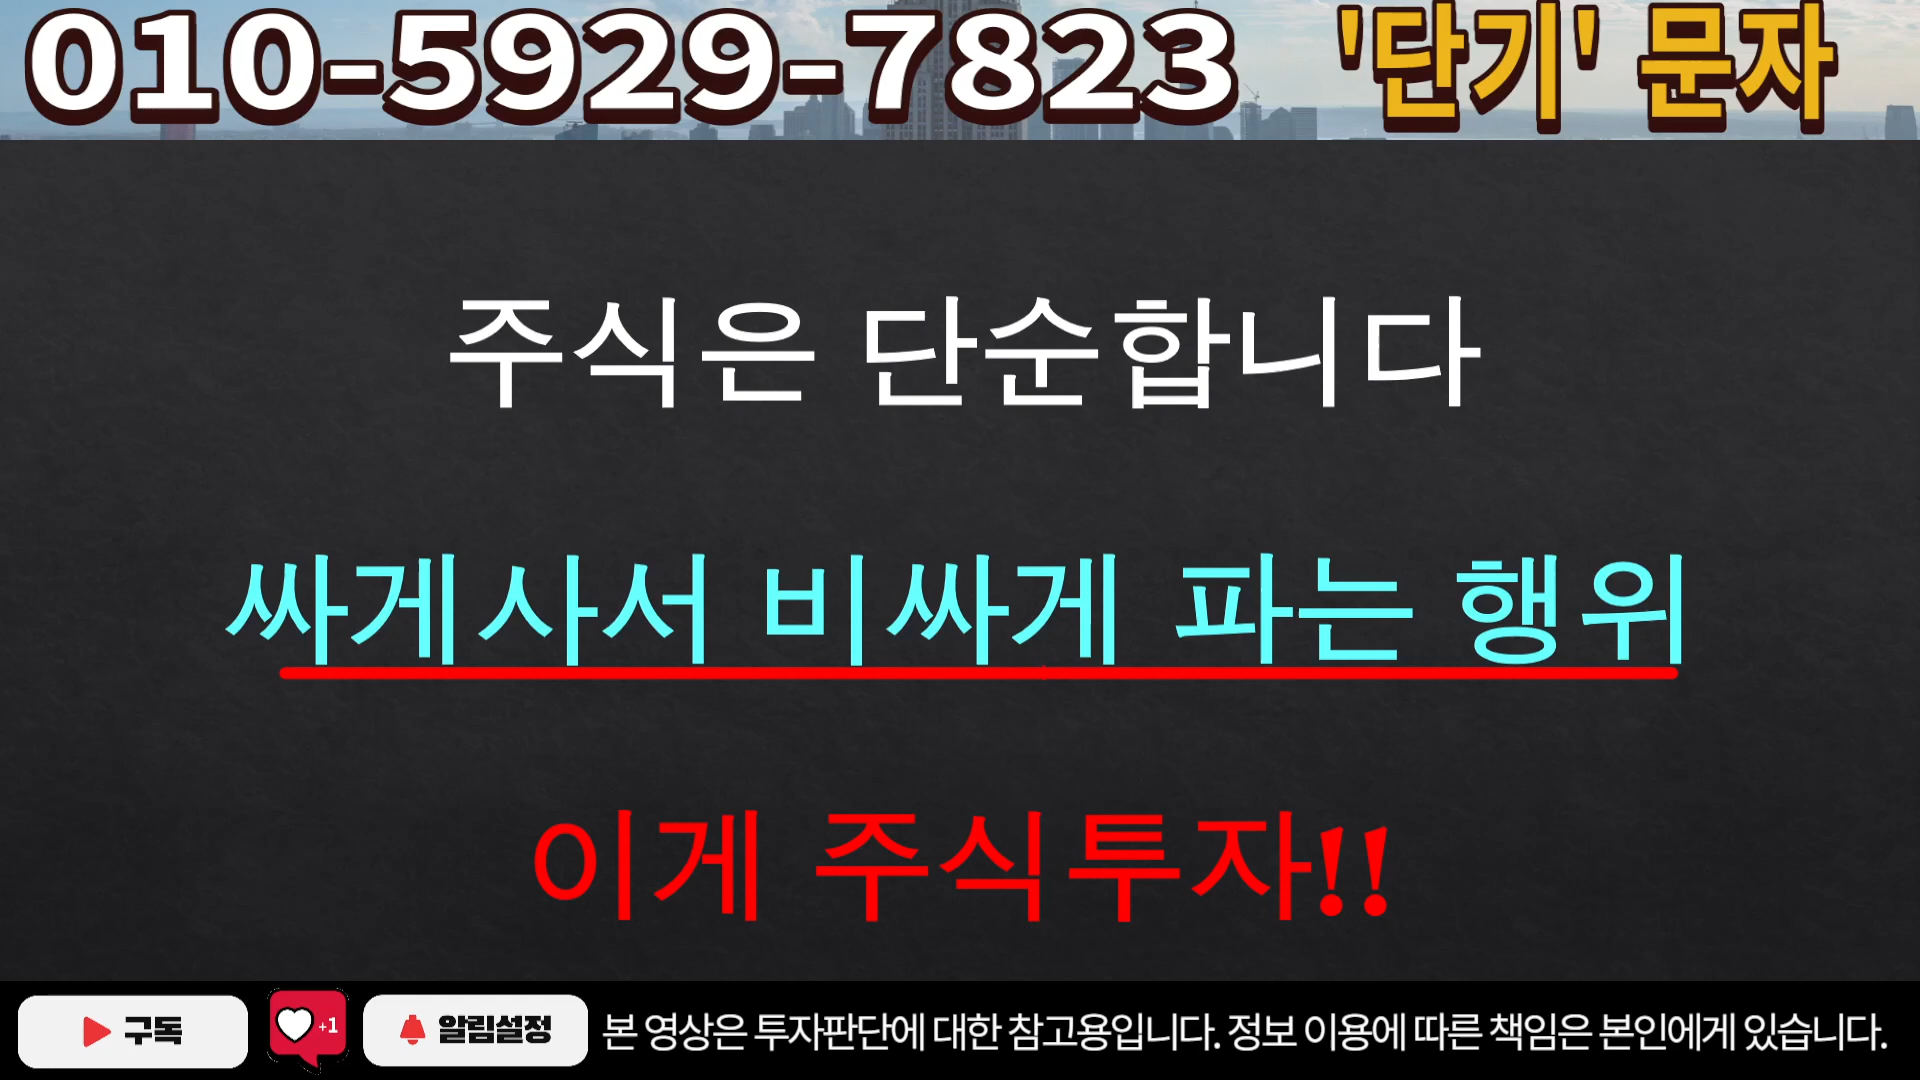 010-5929-7823 '단기' 문자
주식은 단순합니다
싸게사서 비싸게 파는 행위
이게 주식투자!!
구독 +1 알림설정 본 영상은 투자판단에 대한 참고용입니다. 정보 이용에 따른 책임은 본인에게 있습니다.